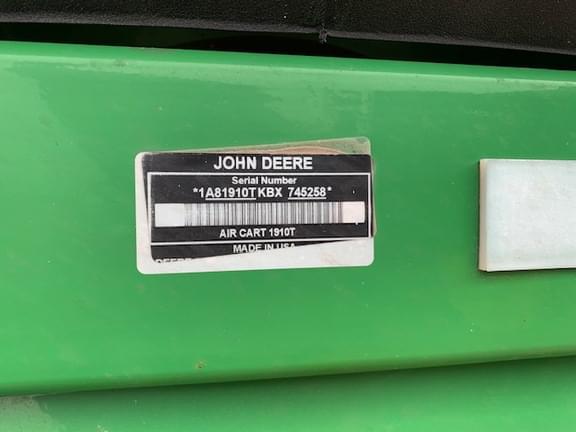 JOHN DEERE
Serial Number
*1A81910TKBX 745258*
AIR CART 1910T
MADE IN USA